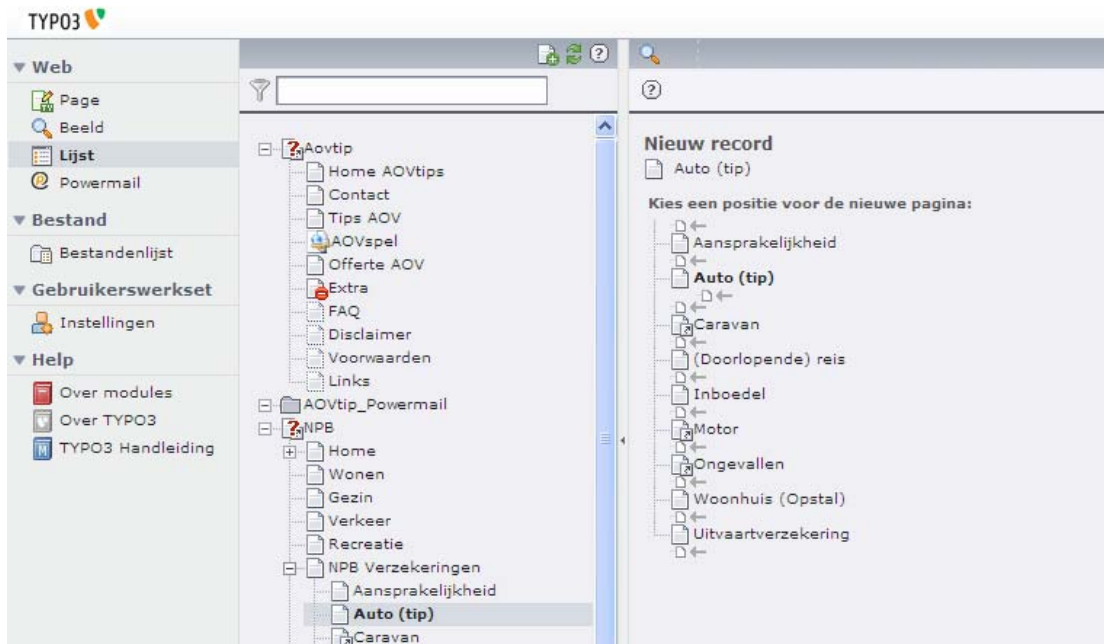 TYPO3
Web
Page
Beeld
Lijst
Powermail
Bestand
Bestandenlijst
Gebruikerswerkset
Instellingen
Help
Over modules
Over TYPO3
TYPO3 Handleiding
Aovtip
Home AOVtips
Contact
Tips AOV
AOVspel
Offerte AOV
Extra
FAQ
Disclaimer
Voorwaarden
Links
AOVtip_Powermail
NPB
Home
Wonen
Gezin
Verkeer
Recreatie
NPB Verzekeringen
Aansprakelijkheid
Auto (tip)
Caravan
Nieuw record
Auto (tip)
Kies een positie voor de nieuwe pagina:
Aansprakelijkheid
Auto (tip)
Caravan
(Doorlopende) reis
Inboedel
Motor
Ongevallen
Woonhuis (Opstal)
Uitvaartverzekering